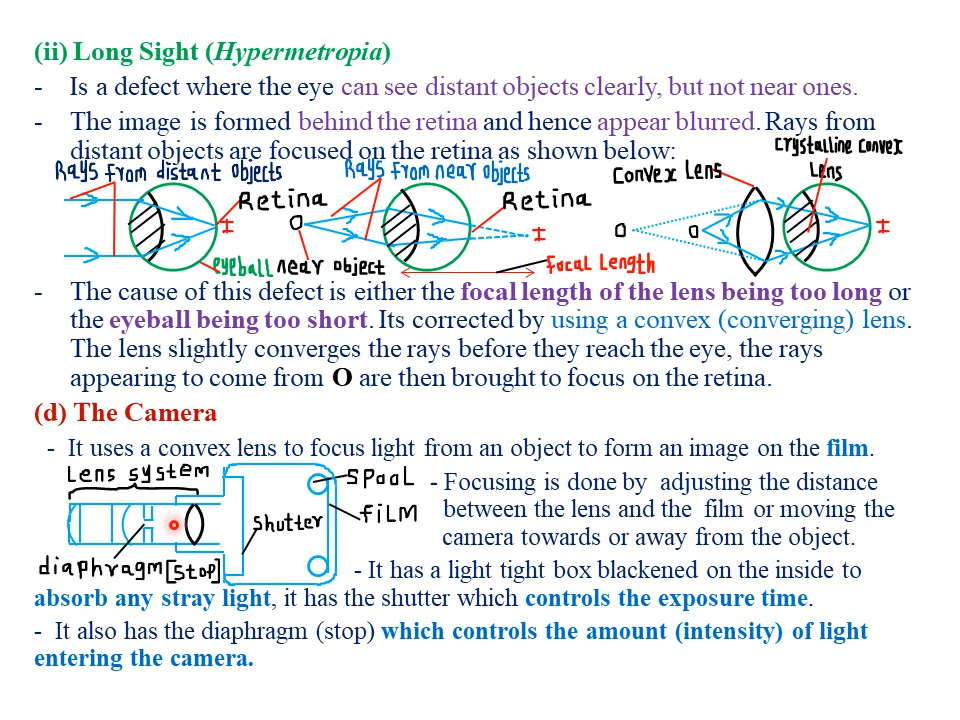 (ii) Long Sight (Hypermetropia)
- Is a defect where the eye can see distant objects clearly, but not near ones.
- The image is formed behind the retina and hence appear blurred. Rays from
distant objects are focused on the retina as shown below:
Crystalline Convex
Lens
Rays from distant Objects
Rays from near Objects
Convex Lens
Retina
I
O
Retina
I
O
O
I
eyeball
near Object
Focal Length
- The cause of this defect is either the focal length of the lens being too long or
the eyeball being too short. Its corrected by using a convex (converging) lens.
The lens slightly converges the rays before they reach the eye, the rays
appearing to come from O are then brought to focus on the retina.
(d) The Camera
- It uses a convex lens to focus light from an object to form an image on the film.
Lens system
Spool
Film
Shutter
diaphragm [stop]
- Focusing is done by adjusting the distance
between the lens and the film or moving the
camera towards or away from the object.
- It has a light tight box blackened on the inside to
absorb any stray light, it has the shutter which controls the exposure time.
- It also has the diaphragm (stop) which controls the amount (intensity) of light
entering the camera.